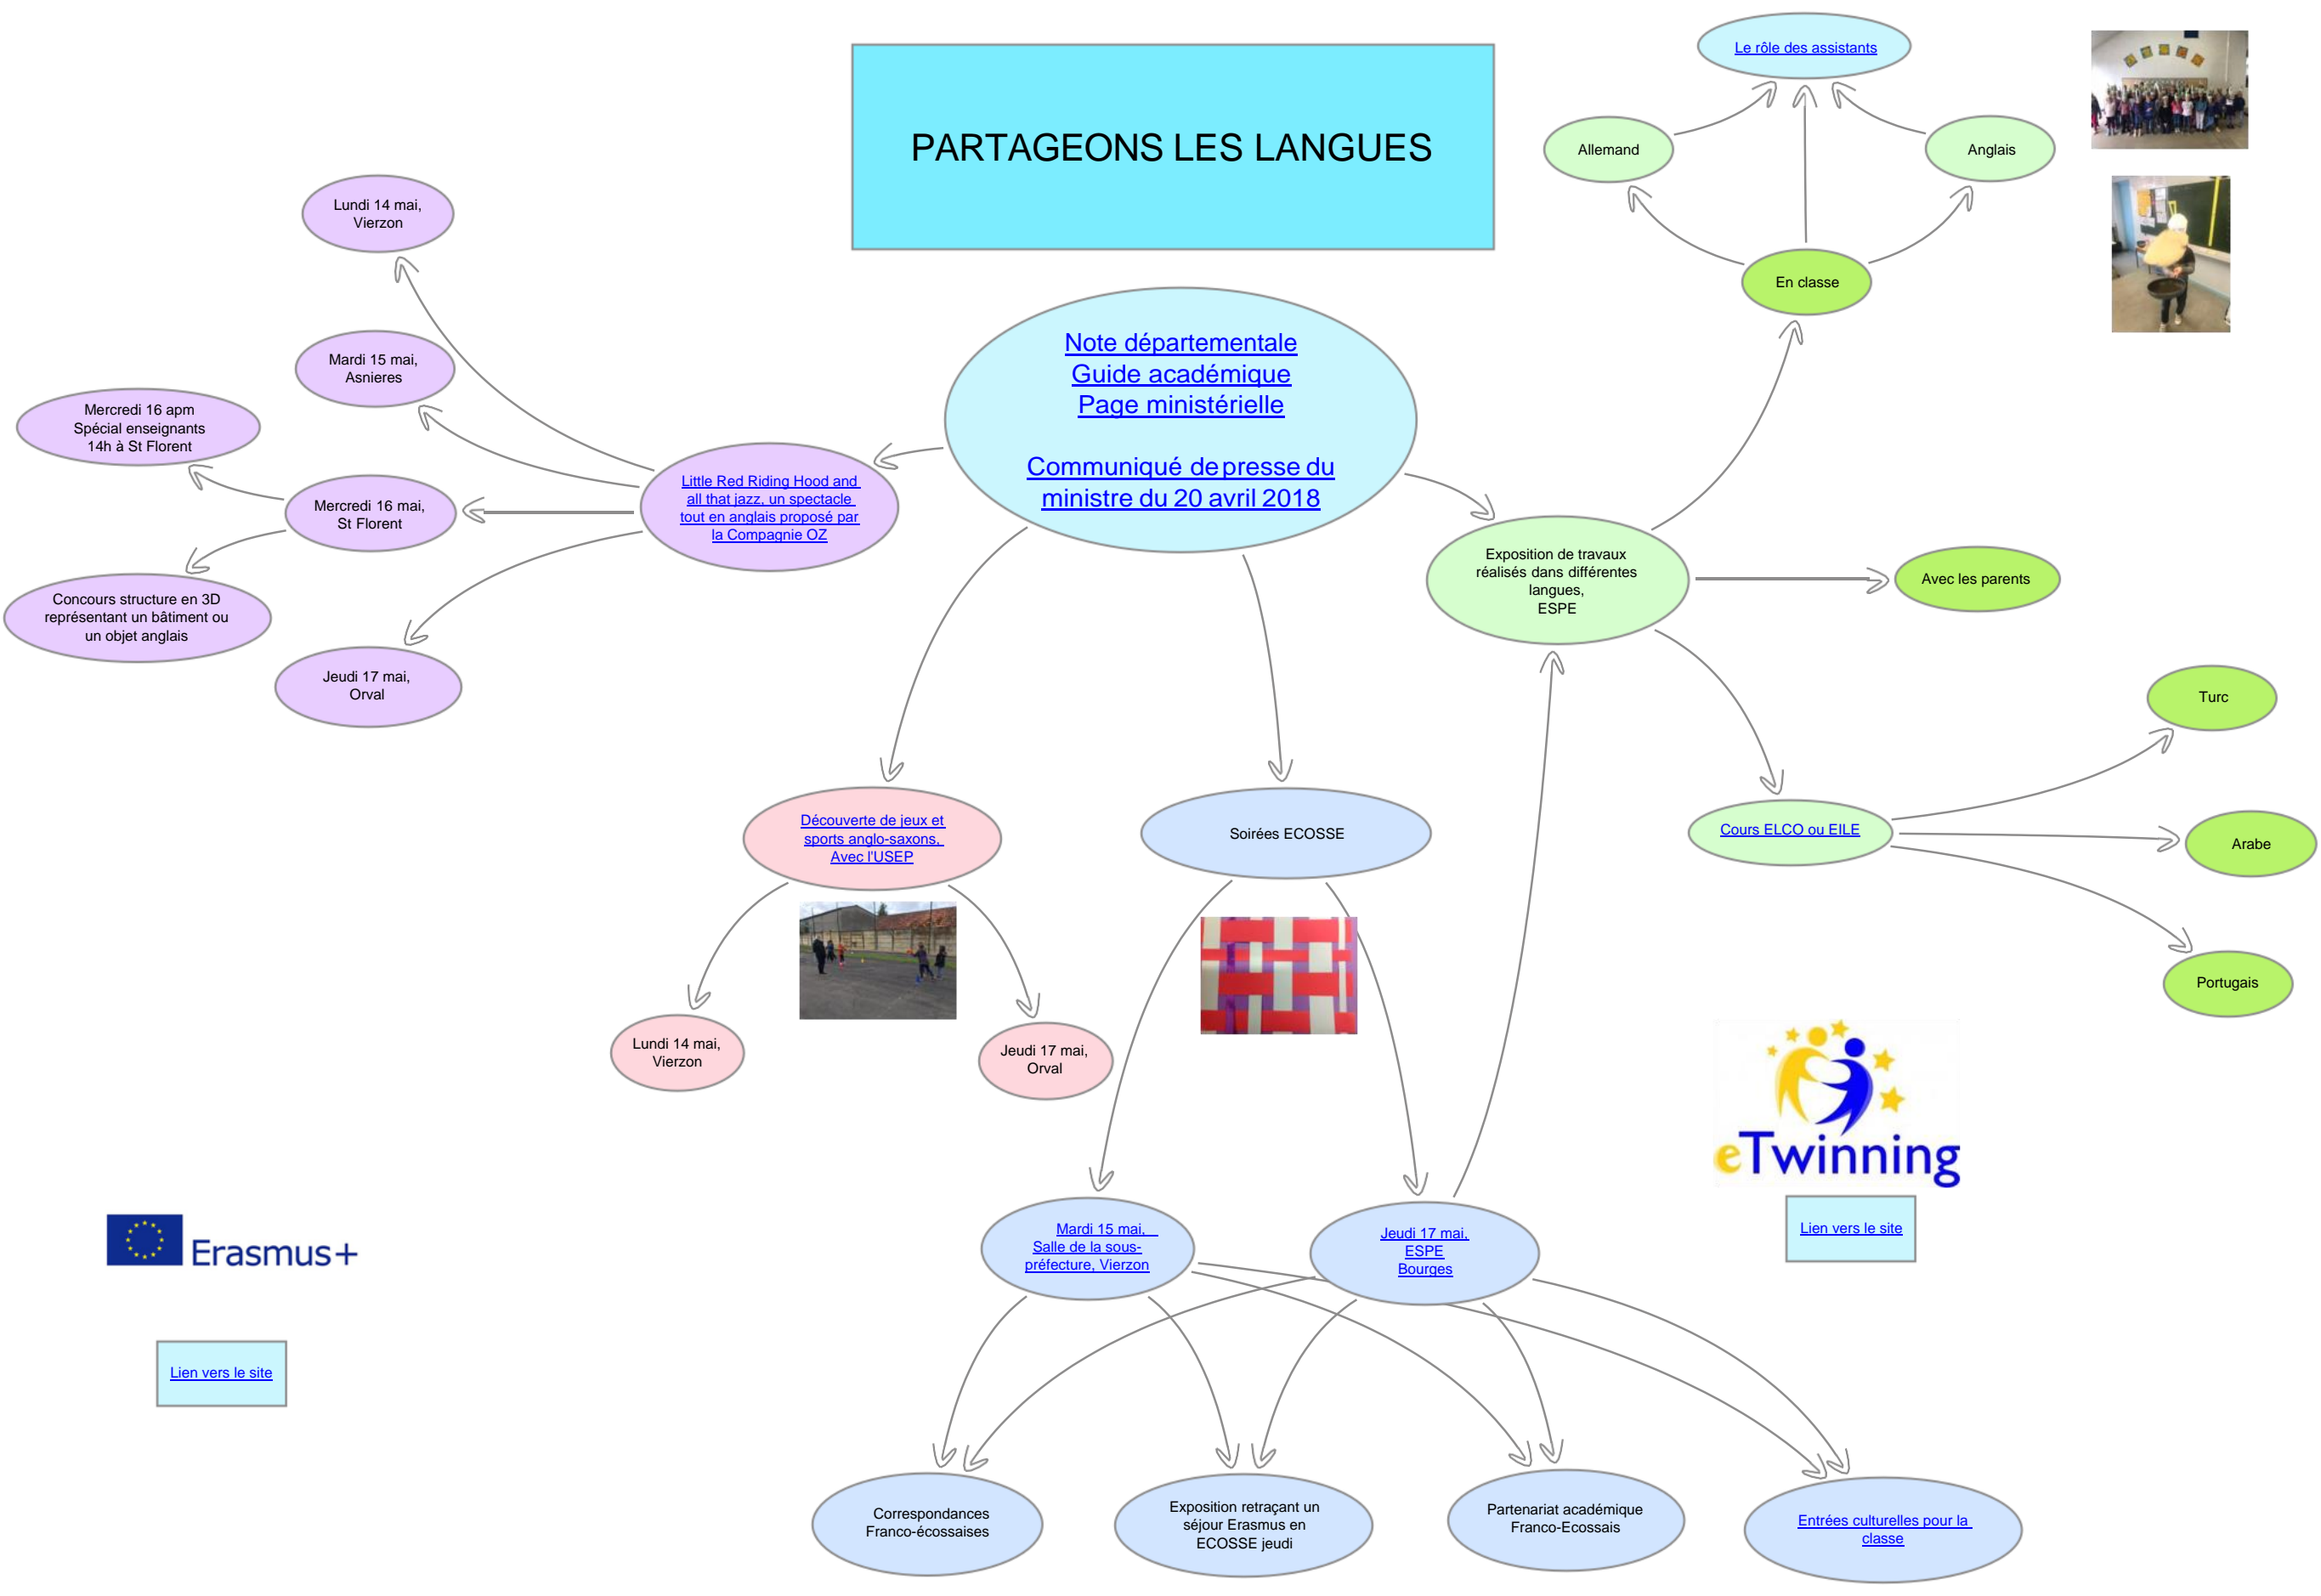 PARTAGEONS LES LANGUES
Le rôle des assistants
Allemand
Anglais
En classe
Note départementale
Guide académique
Page ministérielle
Communiqué de presse du
ministre du 20 avril 2018
Lundi 14 mai,
Vierzon
Mardi 15 mai,
Asnieres
Mercredi 16 apm
Spécial enseignants
14h à St Florent
Mercredi 16 mai,
St Florent
Concours structure en 3D
représentant un bâtiment ou
un objet anglais
Jeudi 17 mai,
Orval
Little Red Riding Hood and
all that jazz, un spectacle
tout en anglais proposé par
la Compagnie OZ
Exposition de travaux
réalisés dans différentes
langues,
ESPE
Avec les parents
Turc
Arabe
Portugais
Cours ELCO ou EILE
Découverte de jeux et
sports anglo-saxons,
Avec l'USEP
Soirées ECOSSE
Lundi 14 mai,
Vierzon
Jeudi 17 mai,
Orval
eTwinning
Lien vers le site
Mardi 15 mai,
Salle de la sous-
préfecture, Vierzon
Jeudi 17 mai,
ESPE
Bourges
Erasmus+
Lien vers le site
Correspondances
Franco-écossaises
Exposition retraçant un
séjour Erasmus en
ECOSSE jeudi
Partenariat académique
Franco-Ecossais
Entrées culturelles pour la
classe